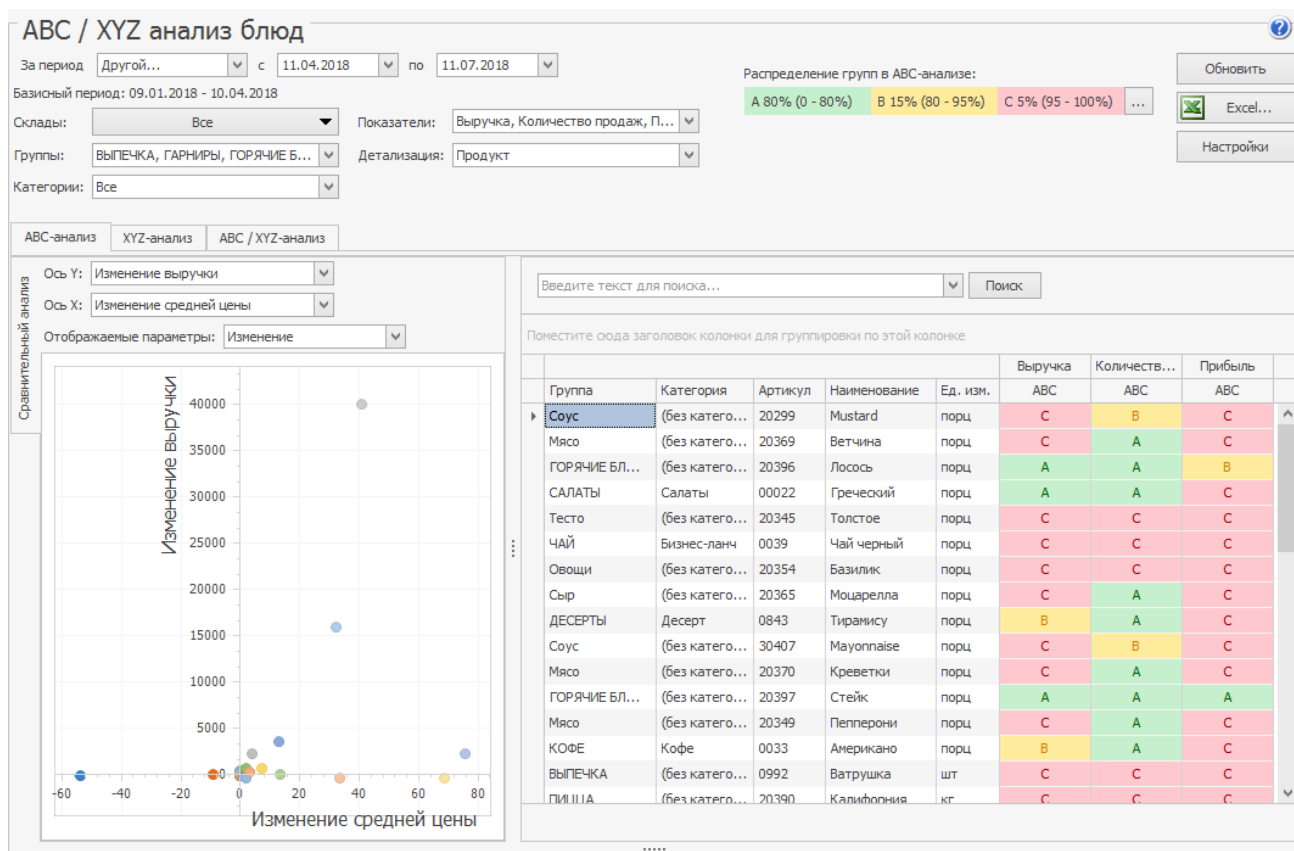 ABC / XYZ анализ блюд
За период Другой... с 11.04.2018 по 11.07.2018
Базисный период: 09.01.2018 - 10.04.2018
Склады: Все Показатели: Выручка, Количество продаж, П...
Группы: ВЫПЕЧКА, ГАРНИРЫ, ГОРЯЧИЕ Б... Детализация: Продукт
Категории: Все
Распределение групп в ABC-анализе:
A 80% (0 - 80%) B 15% (80 - 95%) C 5% (95 - 100%) ...
Обновить
Excel...
Настройки
ABC-анализ XYZ-анализ ABC / XYZ-анализ
Сравнительный анализ
Ось Y: Изменение выручки
Ось X: Изменение средней цены
Отображаемые параметры: Изменение
Изменение выручки
40000
35000
30000
25000
20000
15000
10000
5000
0
-60 -40 -20 0 20 40 60 80
Изменение средней цены
Введите текст для поиска... Поиск
Поместите сюда заголовок колонки для группировки по этой колонке
Выручка Количеств... Прибыль
Группа Категория Артикул Наименование Ед. изм. ABC ABC ABC
Соус (без катего... 20299 Mustard порц C B C
Мясо (без катего... 20369 Ветчина порц C A C
ГОРЯЧИЕ БЛ... (без катего... 20396 Лосось порц A A B
САЛАТЫ Салаты 00022 Греческий порц A A C
Тесто (без катего... 20345 Толстое порц C C C
ЧАЙ Бизнес-ланч 0039 Чай черный порц C C C
Овощи (без катего... 20354 Базилик порц C C C
Сыр (без катего... 20365 Моцарелла порц C A C
ДЕСЕРТЫ Десерт 0843 Тирамису порц B A C
Соус (без катего... 30407 Mayonnaise порц C B C
Мясо (без катего... 20370 Креветки порц C A C
ГОРЯЧИЕ БЛ... (без катего... 20397 Стейк порц A A A
Мясо (без катего... 20349 Пепперони порц C A C
КОФЕ Кофе 0033 Американо порц B A C
ВЫПЕЧКА (без катего... 0992 Ватрушка шт C C C
ПИЦЦА (без катего... 20390 Калифорния кг C C C